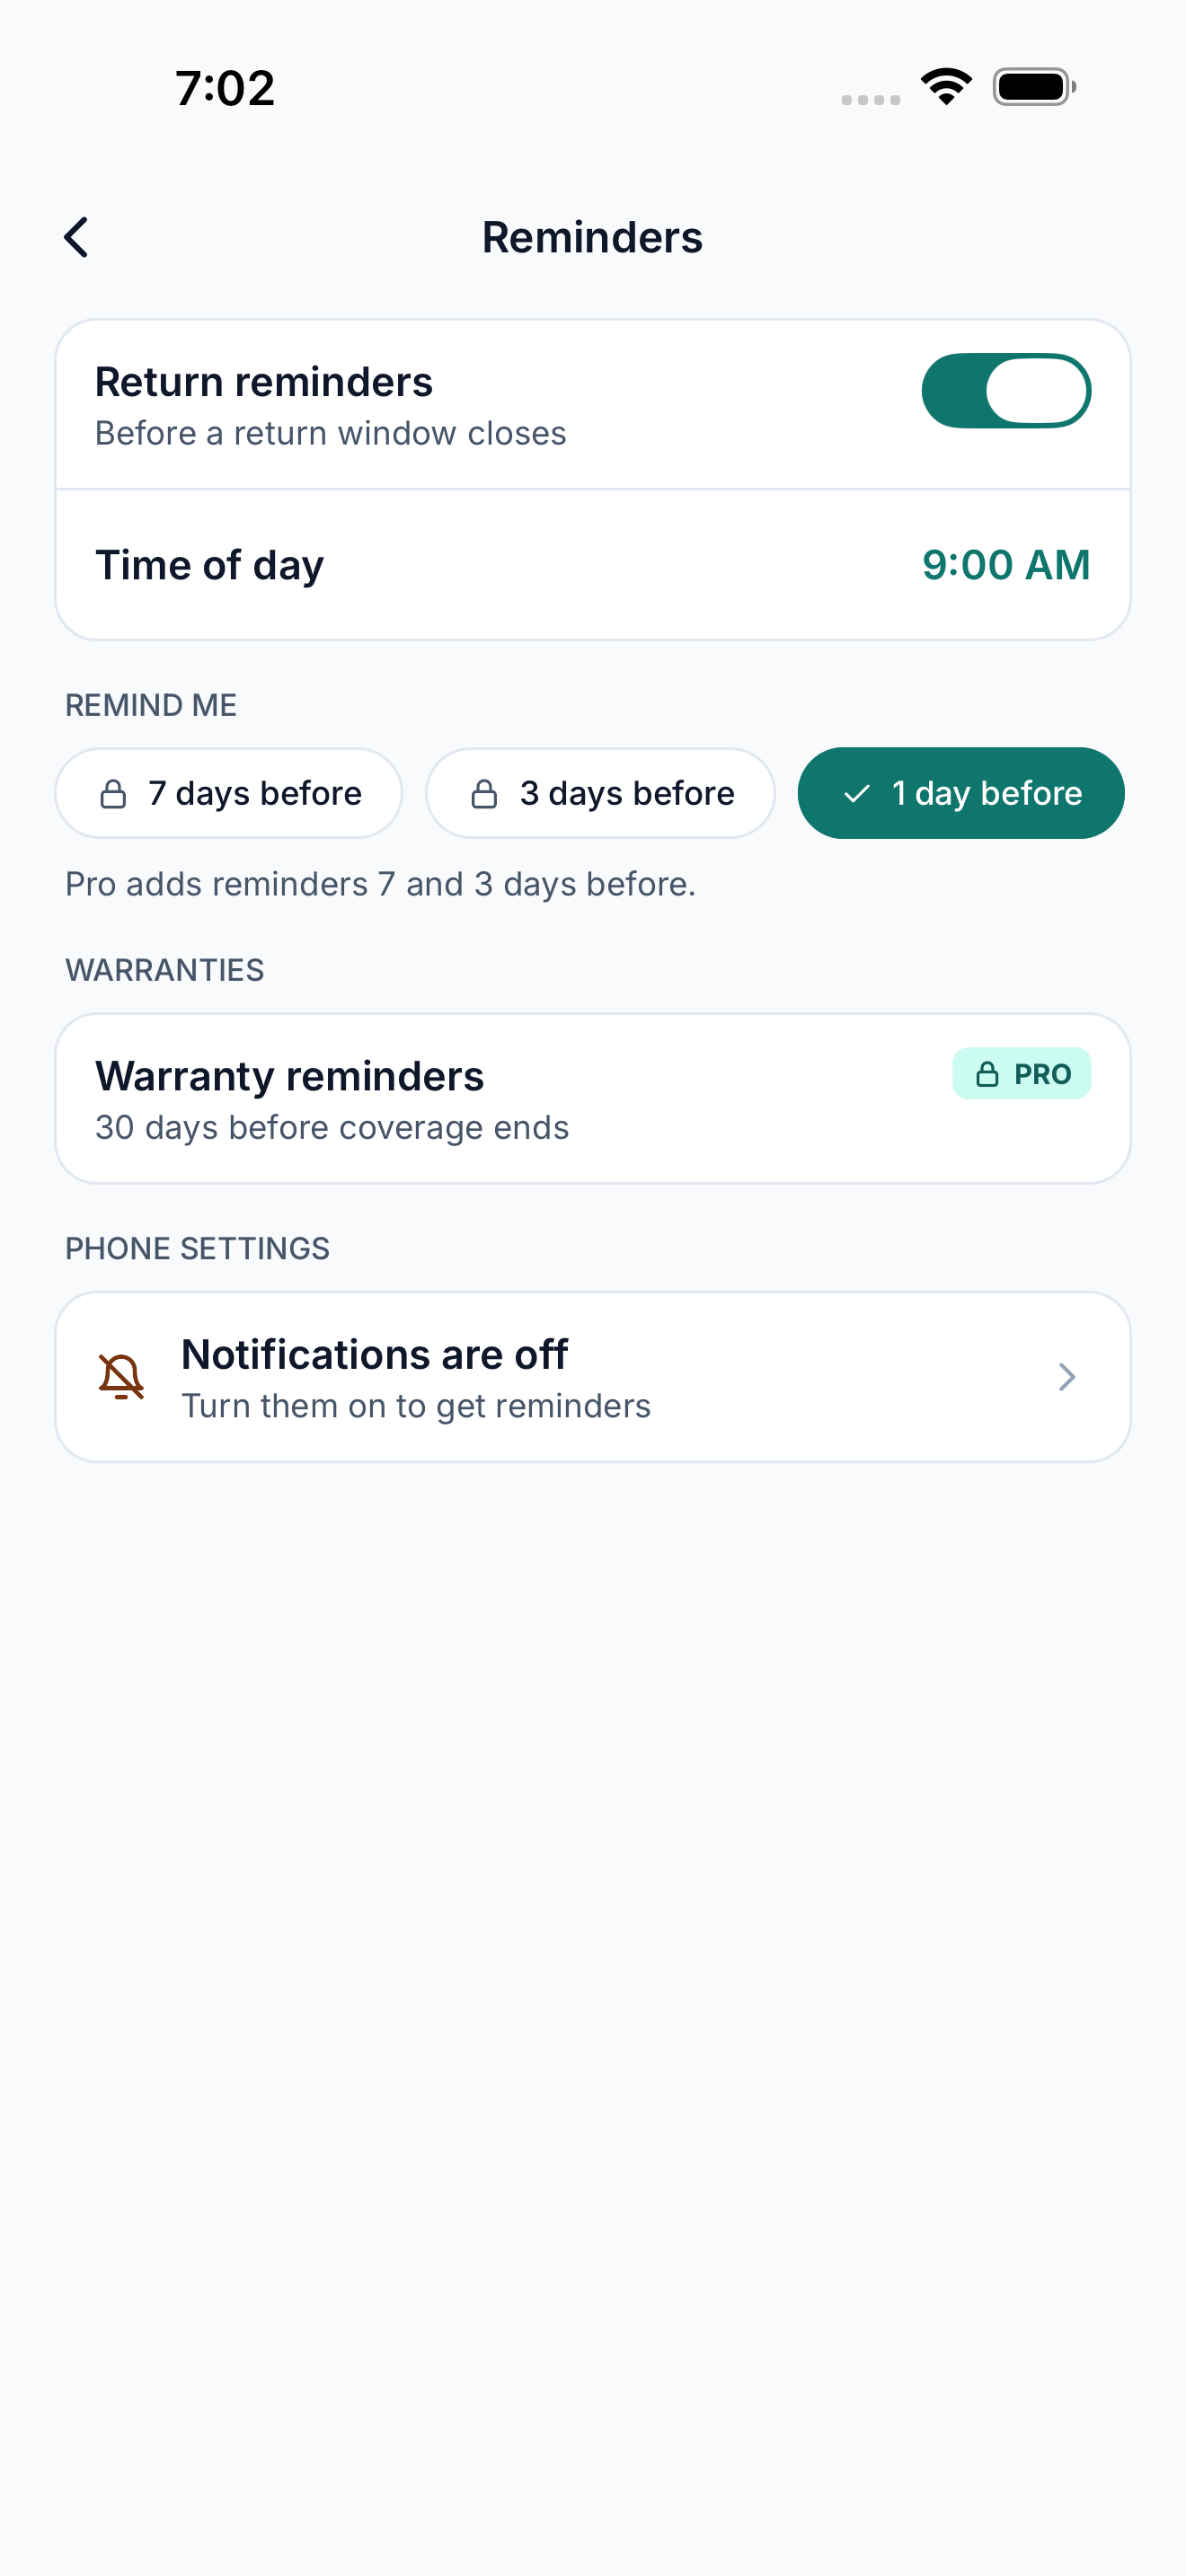 7:02
Reminders
Return reminders
Before a return window closes
Time of day
9:00 AM
REMIND ME
7 days before
3 days before
1 day before
Pro adds reminders 7 and 3 days before.
WARRANTIES
Warranty reminders
PRO
30 days before coverage ends
PHONE SETTINGS
Notifications are off
Turn them on to get reminders